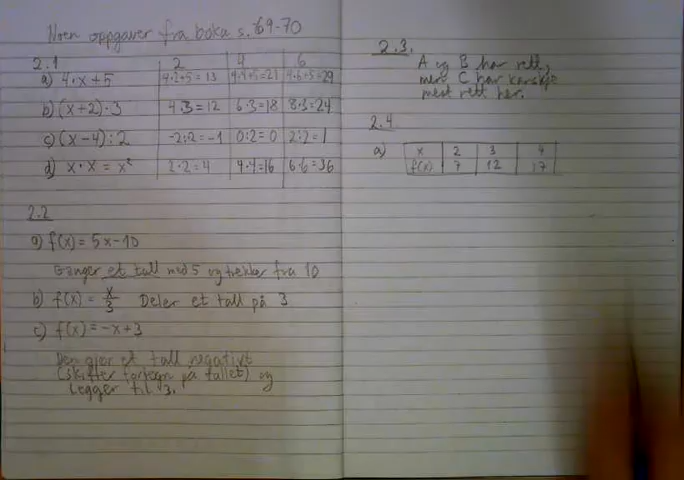 Noen oppgaver fra boka s. 69-70
2.1 2 4 6
a) 4·x+5 4·2+5=13 4·4+5=21 4·6+5=29
b) (x+2)·3 4·3=12 6·3=18 8·3=24
c) (x-4):2 -2:2=-1 0:2=0 2:2=1
d) x·x=x² 2·2=4 4·4=16 6·6=36
2.2
a) f(x)=5x-10
Ganger et tall med 5 og trekker fra 10
b) f(x)=x/3 Deler et tall på 3
c) f(x)=-x+3
Den gjør et tall negativt
(skifter fortegn på tallet) og
legger til 3.
2.3.
A og B har rett,
men C har kanskje
mest rett her.
2.4
a) x 2 3 4
f(x) 7 12 17